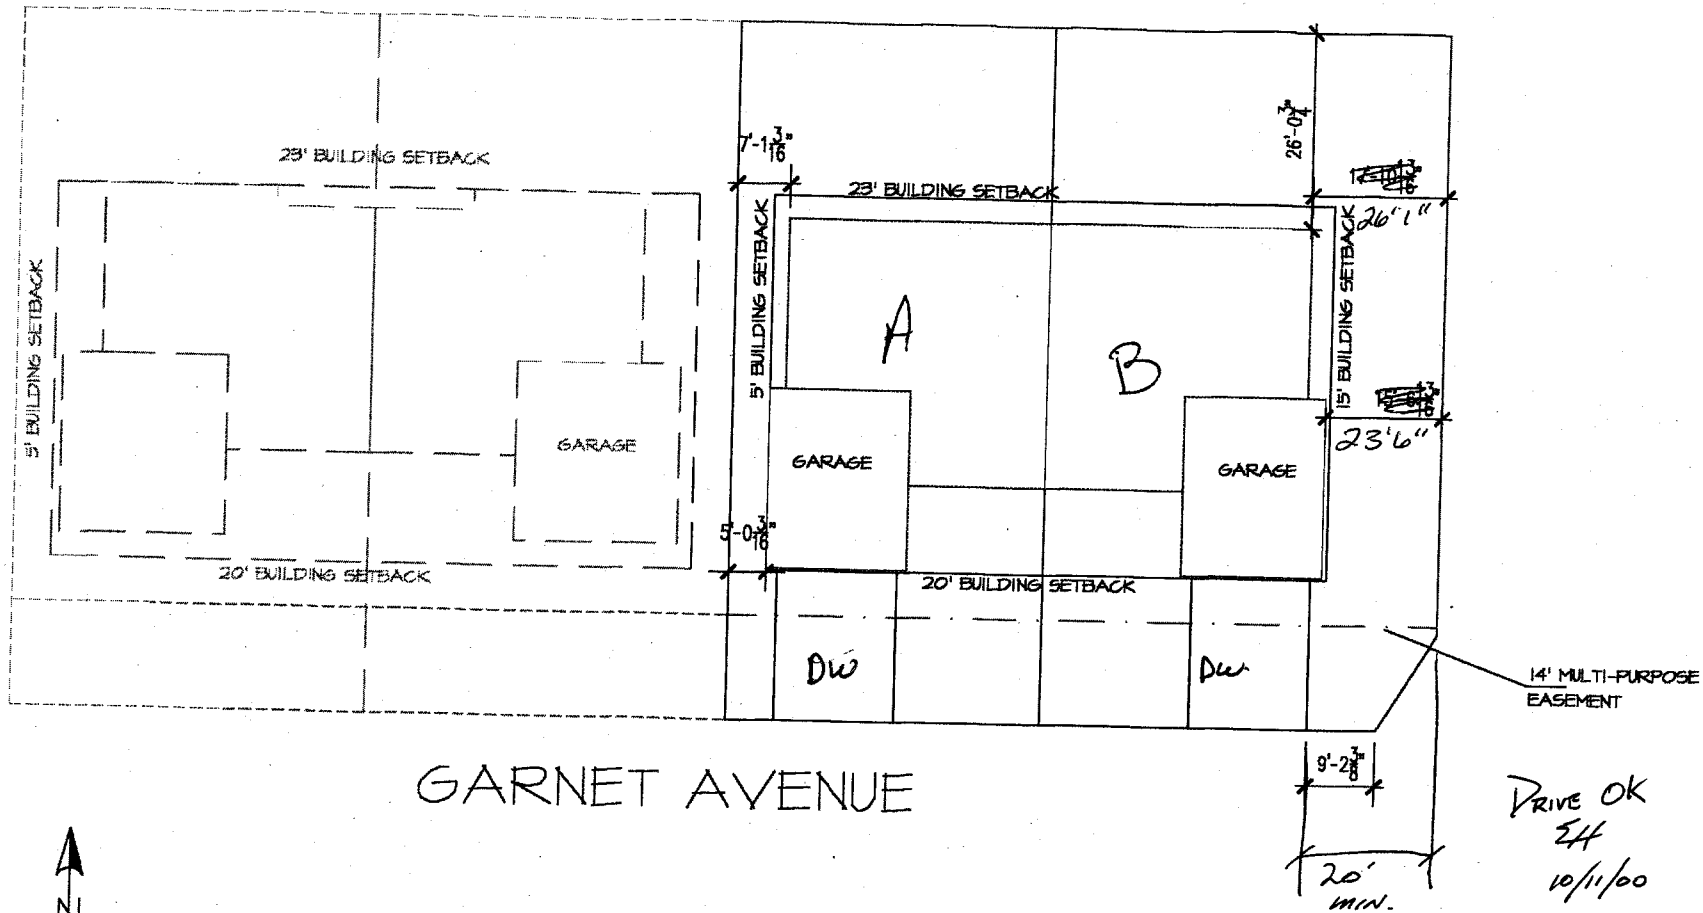 23' BUILDING SETBACK
5' BUILDING SETBACK
GARAGE
20' BUILDING SETBACK
7'-1 3/16"
26'-0 3/4"
23' BUILDING SETBACK
26'1"
5' BUILDING SETBACK
15' BUILDING SETBACK
A
B
23'6"
GARAGE
GARAGE
5'-0 3/16"
20' BUILDING SETBACK
DW
DW
14' MULTI-PURPOSE
EASEMENT
9'-2 3/8"
GARNET AVENUE
DRIVE OK
EH
10/11/00
20'
MIN.
N